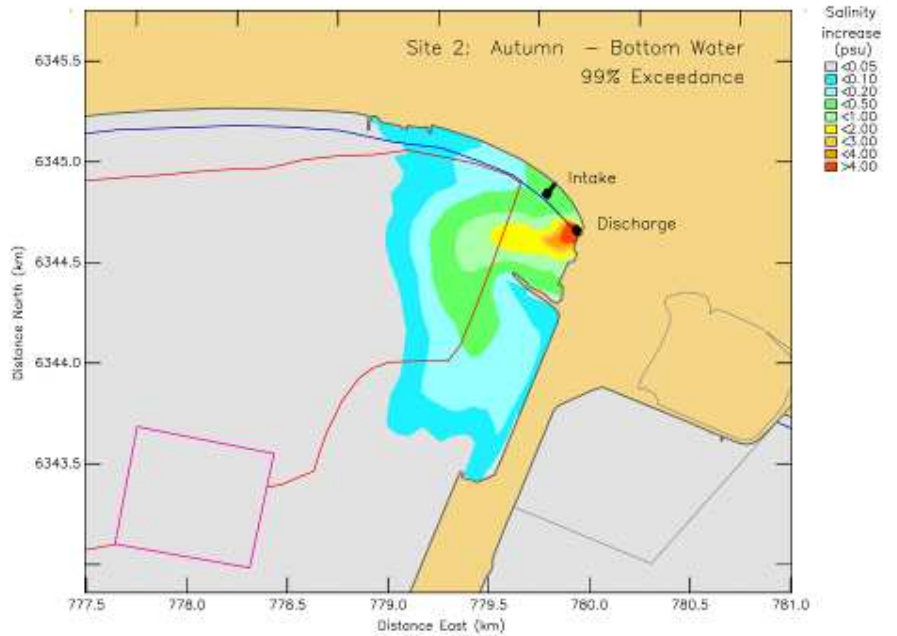 Salinity
increase
(psu)
<0.05
<0.10
<0.20
<0.50
<1.00
<2.00
<3.00
<4.00
>4.00
Site 2: Autumn – Bottom Water
99% Exceedance
Intake
Discharge
Distance North (km)
6345.5
6345.0
6344.5
6344.0
6343.5
777.5 778.0 778.5 779.0 779.5 780.0 780.5 781.0
Distance East (km)